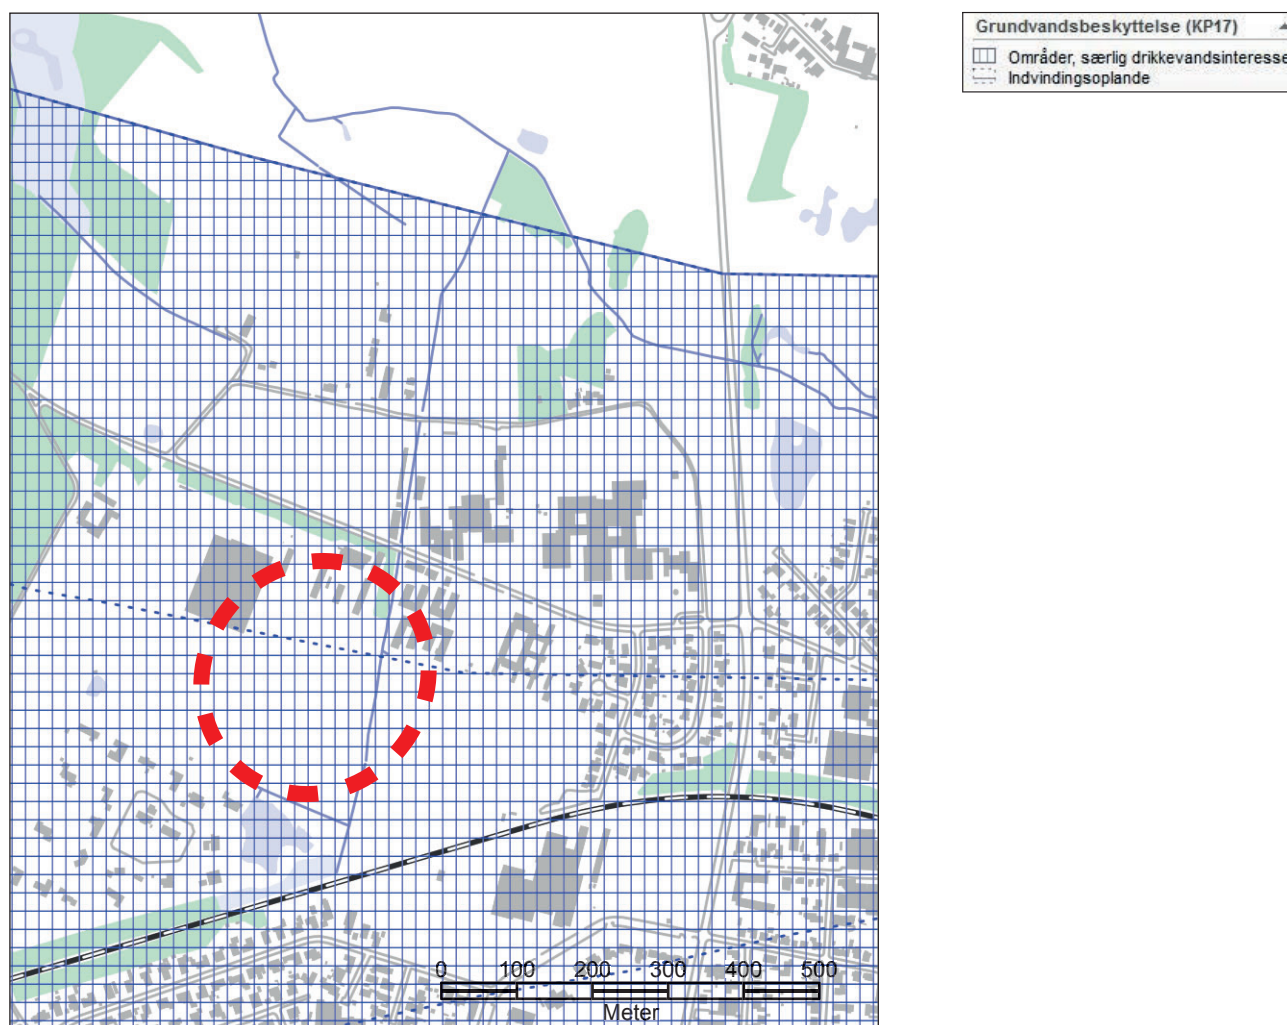 Grundvandsbeskyttelse (KP17)
Områder, særlig drikkevandsinteresse
Indvindingsoplande
0 100 200 300 400 500
Meter